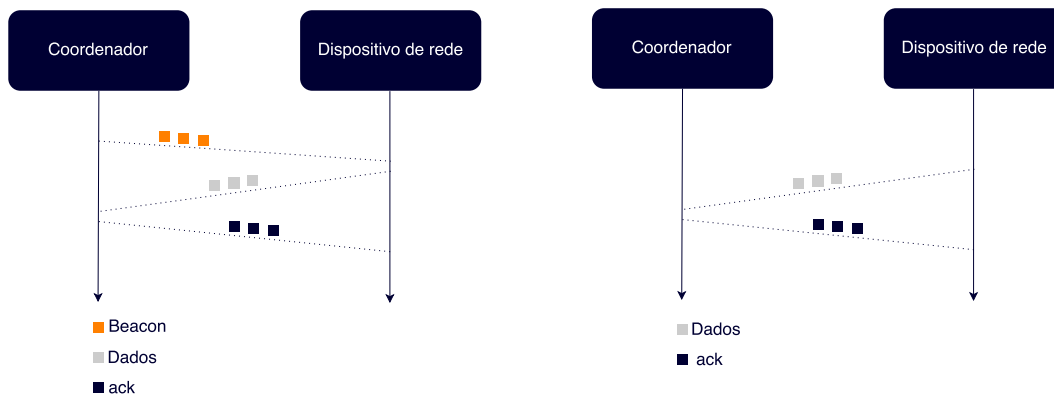 Coordenador
Dispositivo de rede
Beacon
Dados
ack
Coordenador
Dispositivo de rede
Dados
ack